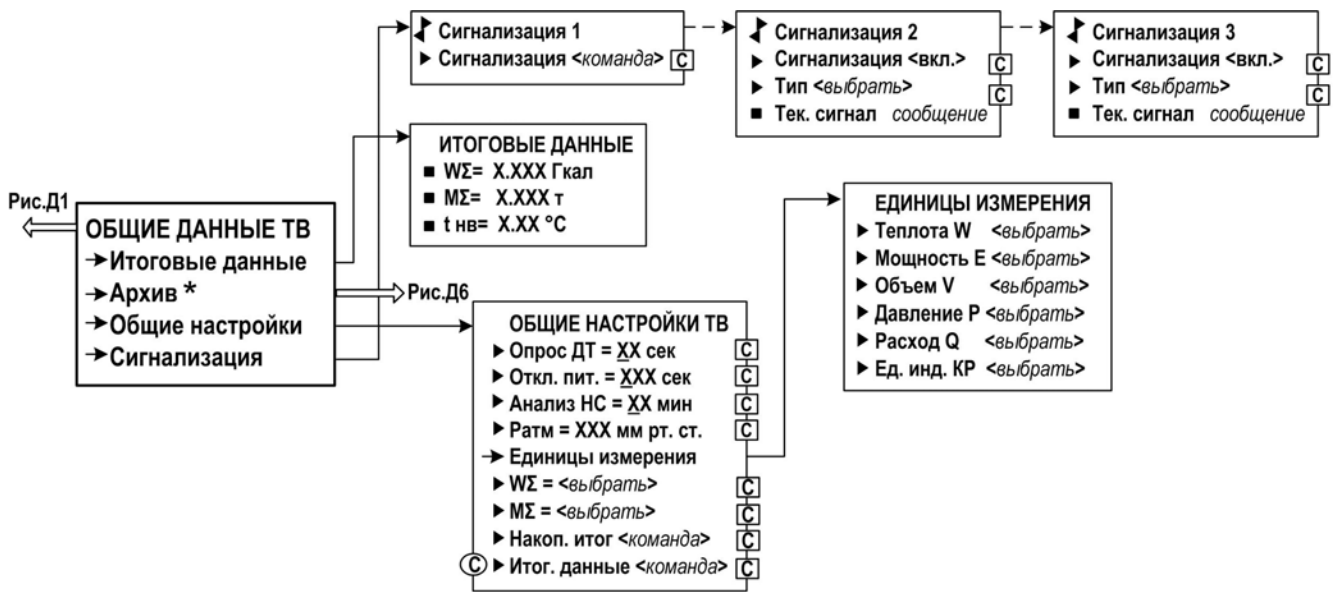 Сигнализация 1
Сигнализация <команда> C
Сигнализация 2
Сигнализация <вкл.> C
Тип <выбрать> C
Тек. сигнал сообщение
Сигнализация 3
Сигнализация <вкл.> C
Тип <выбрать> C
Тек. сигнал сообщение
ИТОГОВЫЕ ДАННЫЕ
WΣ= X.XXX Гкал
MΣ= X.XXX т
t нв= X.XX °C
Рис.Д1
ОБЩИЕ ДАННЫЕ ТВ
Итоговые данные
Архив *
Общие настройки
Сигнализация
Рис.Д6
ОБЩИЕ НАСТРОЙКИ ТВ
Опрос ДТ = XX сек C
Откл. пит. = XXX сек C
Анализ НС = XX мин C
Pатм = XXX мм рт. ст. C
Единицы измерения
WΣ = <выбрать> C
MΣ = <выбрать> C
Накоп. итог <команда> C
C Итог. данные <команда> C
ЕДИНИЦЫ ИЗМЕРЕНИЯ
Теплота W <выбрать>
Мощность E <выбрать>
Объем V <выбрать>
Давление P <выбрать>
Расход Q <выбрать>
Ед. инд. КР <выбрать>